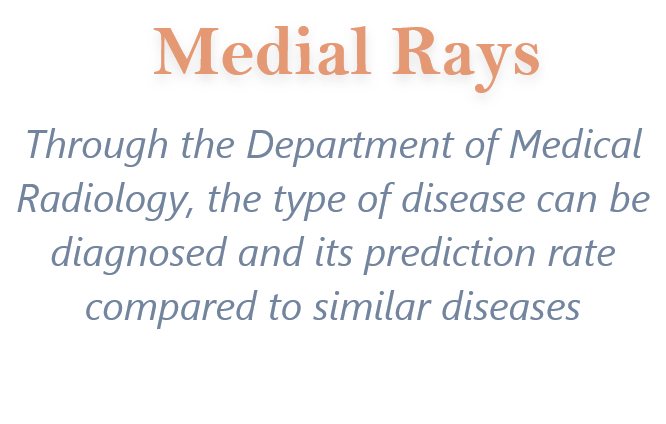 Medial Rays
Through the Department of Medical
Radiology, the type of disease can be
diagnosed and its prediction rate
compared to similar diseases